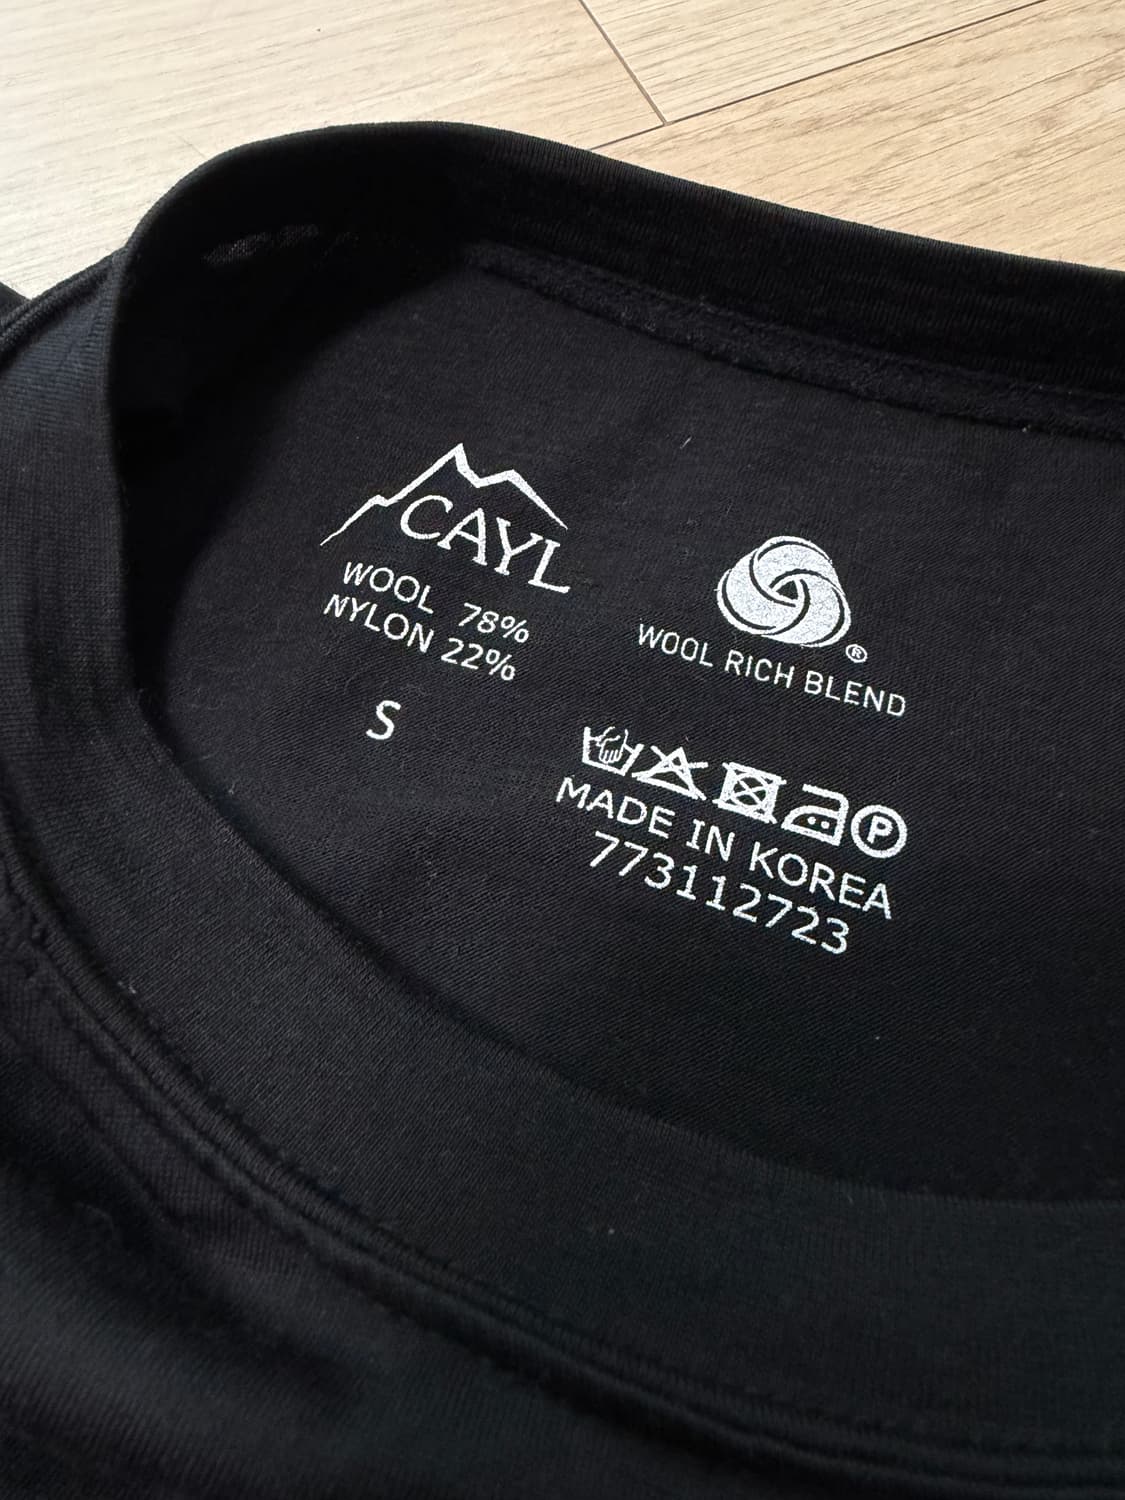 CAYL
WOOL 78%
NYLON 22%
S
WOOL RICH BLEND
®
P
MADE IN KOREA
773112723